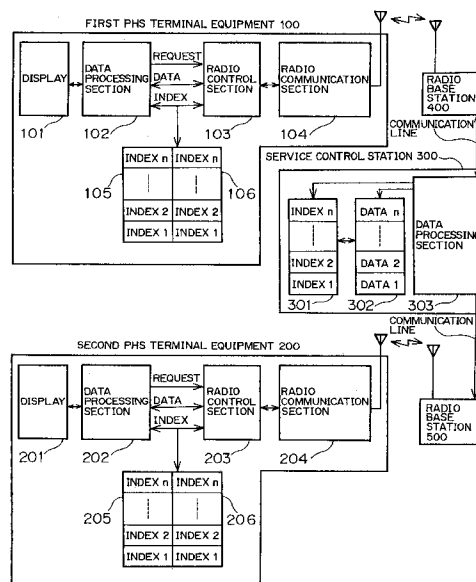 FIRST PHS TERMINAL EQUIPMENT 100
DISPLAY
DATA
PROCESSING
SECTION
REQUEST
DATA
INDEX
RADIO
CONTROL
SECTION
RADIO
COMMUNICATION
SECTION
101
102
103
104
RADIO
BASE
STATION
400
COMMUNICATION
LINE
INDEX n INDEX n
INDEX 2 INDEX 2
INDEX 1 INDEX 1
105
106
SERVICE CONTROL STATION 300
INDEX n
INDEX 2
INDEX 1
DATA n
DATA 2
DATA 1
DATA
PROCESSING
SECTION
301
302
303
COMMUNICATION
LINE
SECOND PHS TERMINAL EQUIPMENT 200
DISPLAY
DATA
PROCESSING
SECTION
REQUEST
DATA
INDEX
RADIO
CONTROL
SECTION
RADIO
COMMUNICATION
SECTION
201
202
203
204
RADIO
BASE
STATION
500
INDEX n INDEX n
INDEX 2 INDEX 2
INDEX 1 INDEX 1
205
206